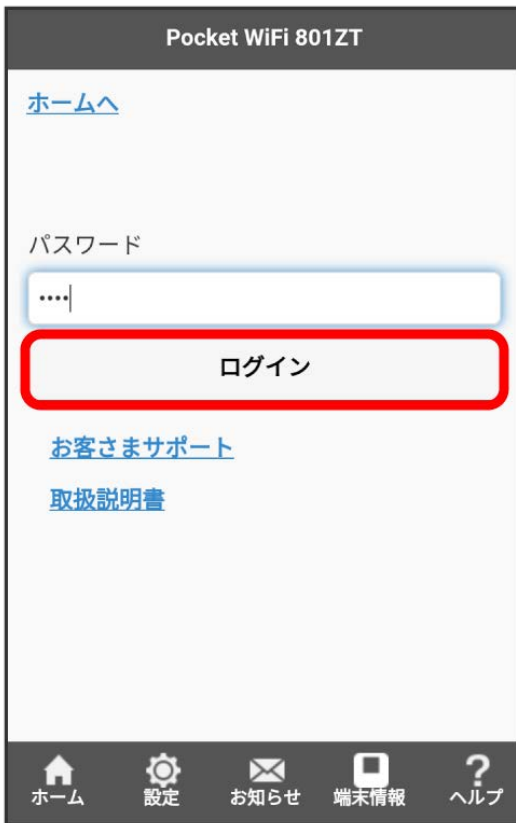 Pocket WiFi 801ZT
ホームへ
パスワード
••••
ログイン
お客さまサポート
取扱説明書
ホーム 設定 お知らせ 端末情報 ヘルプ